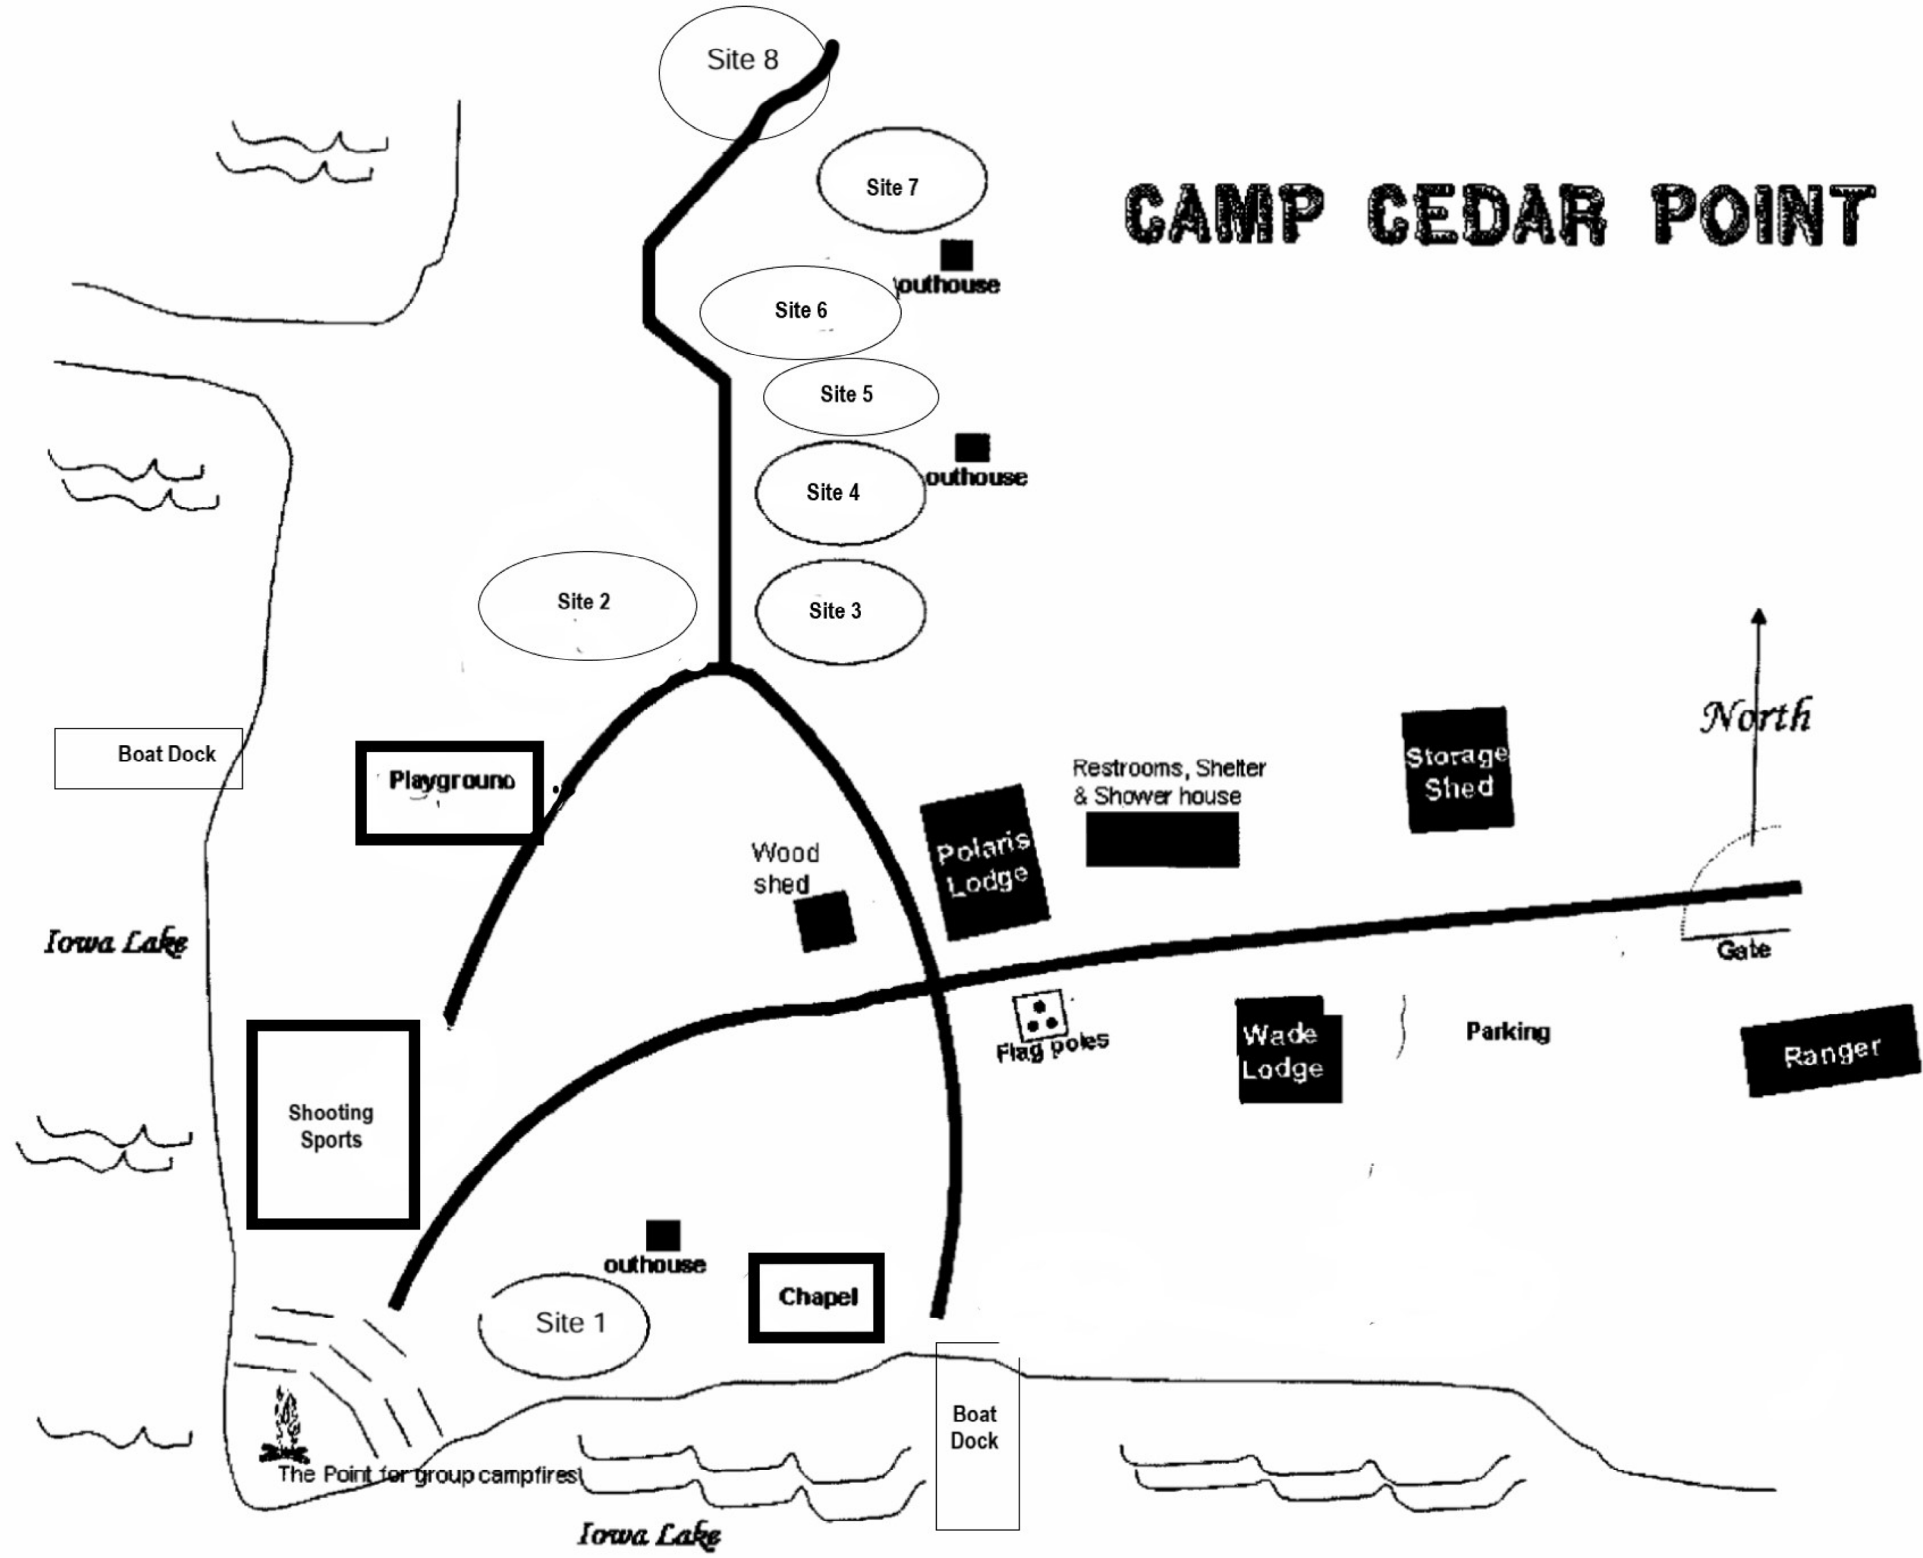 Site 8
Site 7
CAMP CEDAR POINT
outhouse
Site 6
Site 5
outhouse
Site 4
Site 2
Site 3
North
Boat Dock
Playground
Restrooms, Shelter
& Shower house
Storage
Shed
Polaris
Lodge
Wood
shed
Iowa Lake
Gate
Flag poles
Wade
Lodge
Parking
Ranger
Shooting
Sports
outhouse
Chapel
Site 1
Boat
Dock
The Point for group campfires
Iowa Lake